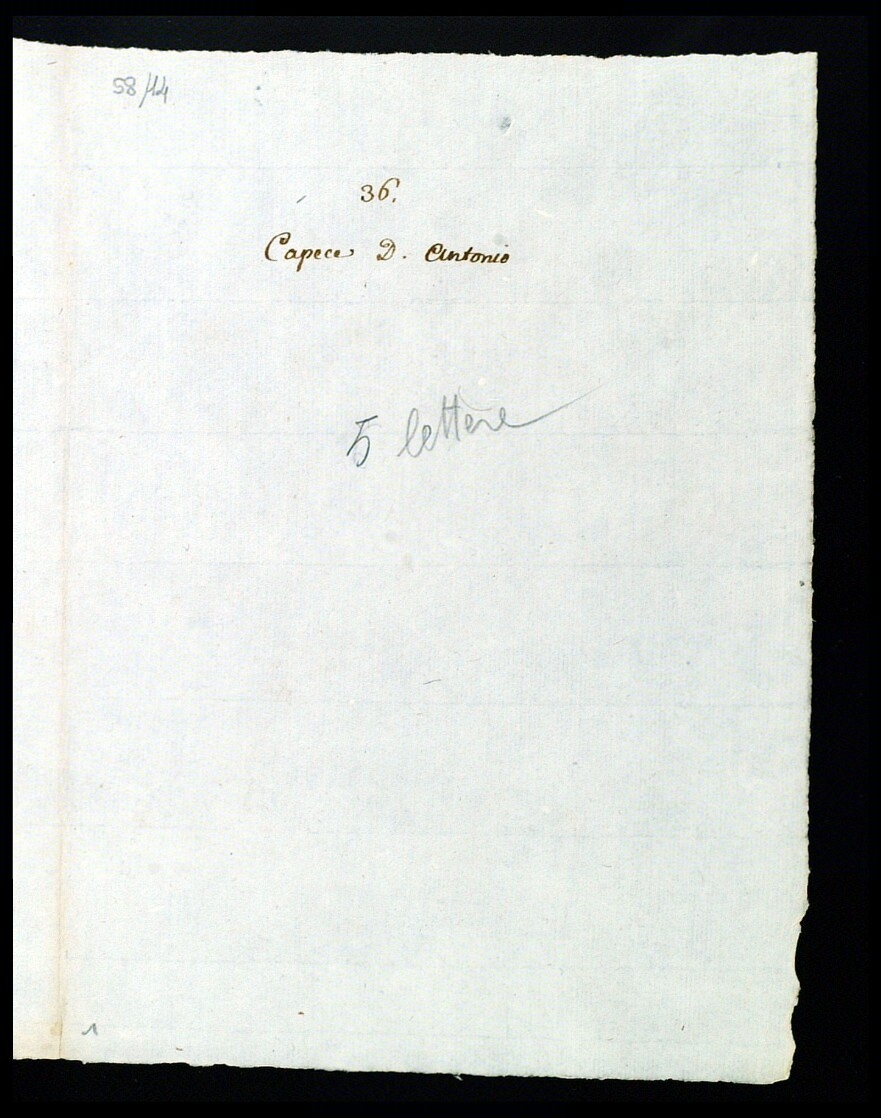 58/14
36.
Capece D. Antonio
5 lettere
1